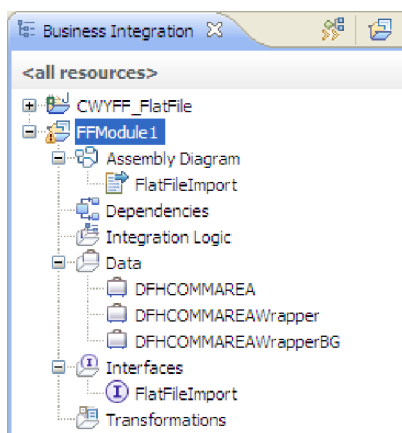 Business Integration
<all resources>
CWYFF_FlatFile
FFModule1
Assembly Diagram
FlatFileImport
Dependencies
Integration Logic
Data
DFHCOMMAREA
DFHCOMMAREAWrapper
DFHCOMMAREAWrapperBG
Interfaces
FlatFileImport
Transformations